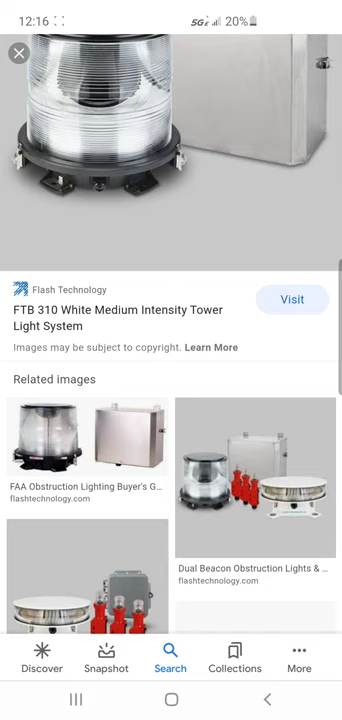 12:16
5GE 20%
Flash Technology
FTB 310 White Medium Intensity Tower
Light System
Visit
Images may be subject to copyright. Learn More
Related images
FAA Obstruction Lighting Buyer's G...
flashtechnology.com
Dual Beacon Obstruction Lights & ...
flashtechnology.com
Discover
Snapshot
Search
Collections
More